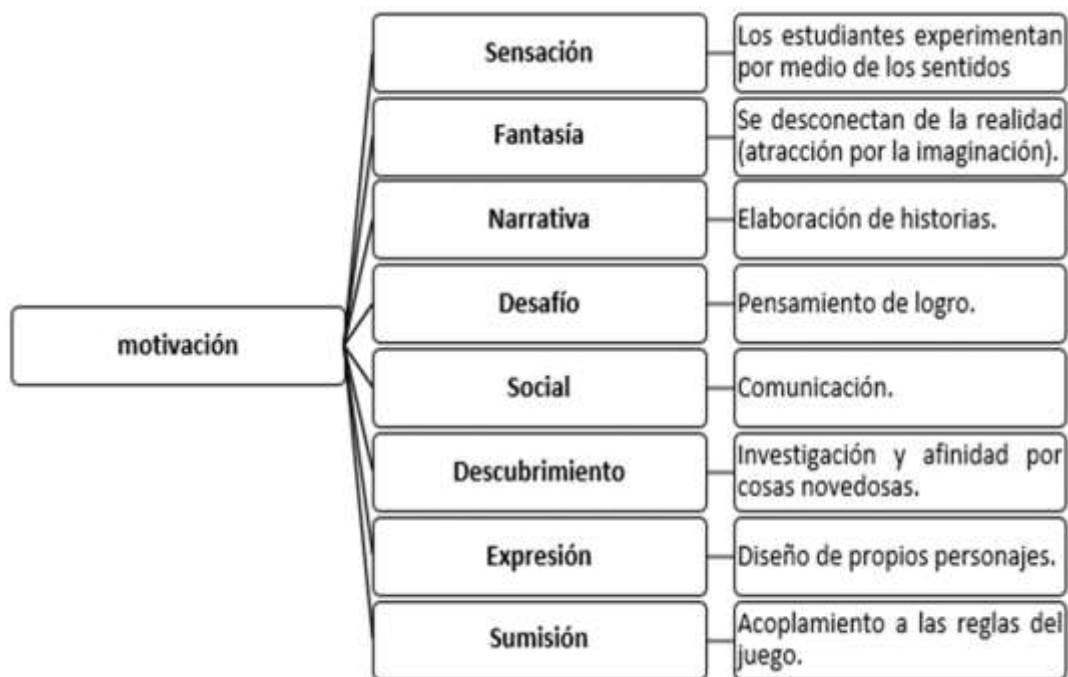 Sensación
Los estudiantes experimentan
por medio de los sentidos
Fantasía
Se desconectan de la realidad
(atracción por la imaginación).
Narrativa
Elaboración de historias.
Desafío
Pensamiento de logro.
motivación
Social
Comunicación.
Descubrimiento
Investigación y afinidad por
cosas novedosas.
Expresión
Diseño de propios personajes.
Sumisión
Acoplamiento a las reglas del
juego.